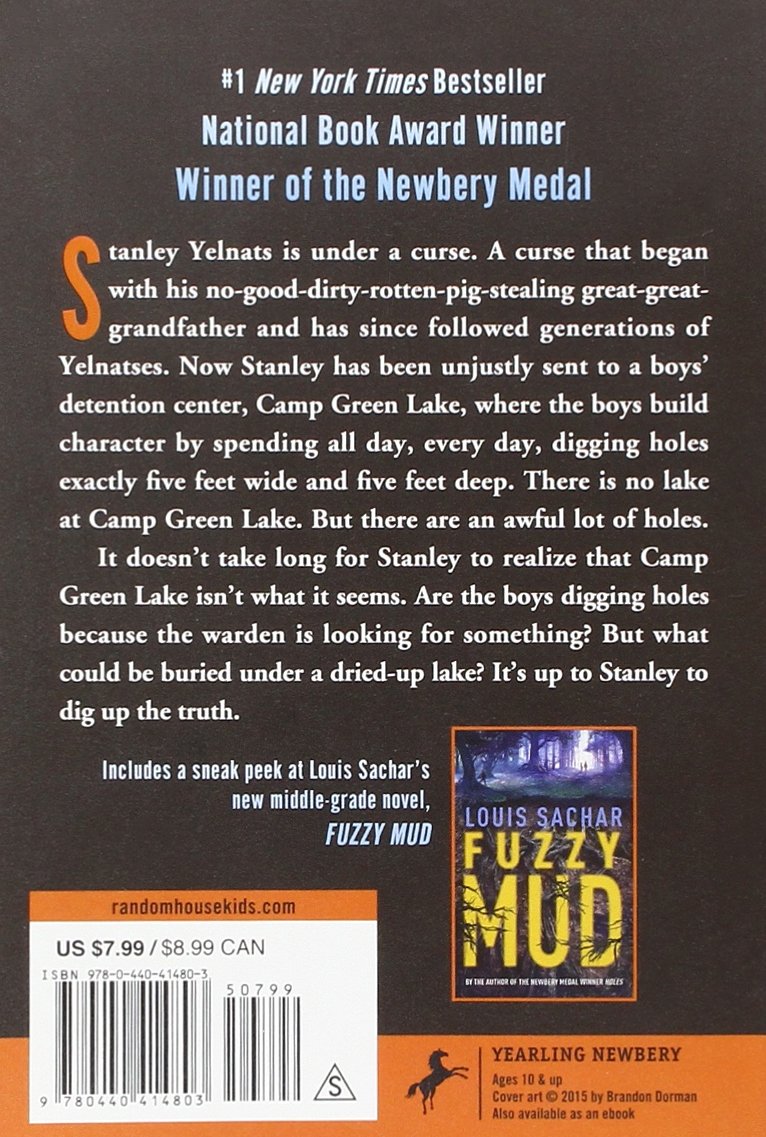 #1 New York Times Bestseller
National Book Award Winner
Winner of the Newbery Medal
Stanley Yelnats is under a curse. A curse that began
with his no-good-dirty-rotten-pig-stealing great-great-
grandfather and has since followed generations of
Yelnatses. Now Stanley has been unjustly sent to a boys’
detention center, Camp Green Lake, where the boys build
character by spending all day, every day, digging holes
exactly five feet wide and five feet deep. There is no lake
at Camp Green Lake. But there are an awful lot of holes.
It doesn’t take long for Stanley to realize that Camp
Green Lake isn’t what it seems. Are the boys digging holes
because the warden is looking for something? But what
could be buried under a dried-up lake? It’s up to Stanley to
dig up the truth.
Includes a sneak peek at Louis Sachar’s
new middle-grade novel,
FUZZY MUD
LOUIS SACHAR
FUZZY
MUD
BY THE AUTHOR OF THE NEWBERY MEDAL WINNER HOLES
randomhousekids.com
US $7.99 / $8.99 CAN
ISBN 978-0-440-41480-3
50799
9 780440 414803
S
YEARLING NEWBERY
Ages 10 & up
Cover art © 2015 by Brandon Dorman
Also available as an ebook